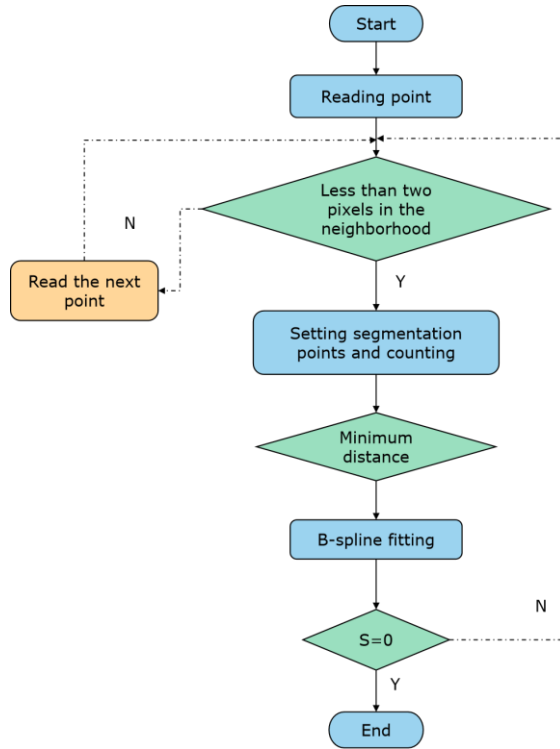 Start
Reading point
Less than two
pixels in the
neighborhood
N
Read the next
point
Y
Setting segmentation
points and counting
Minimum
distance
B-spline fitting
N
S=0
Y
End